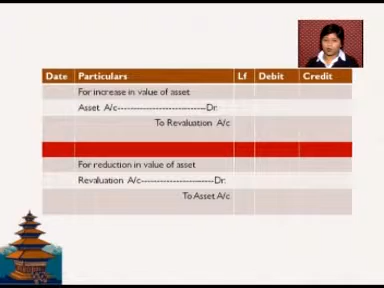 Date Particulars Lf Debit Credit
For increase in value of asset
Asset A/c--------------------------Dr.
To Revaluation A/c
For reduction in value of asset
Revaluation A/c----------------------Dr.
To Asset A/c